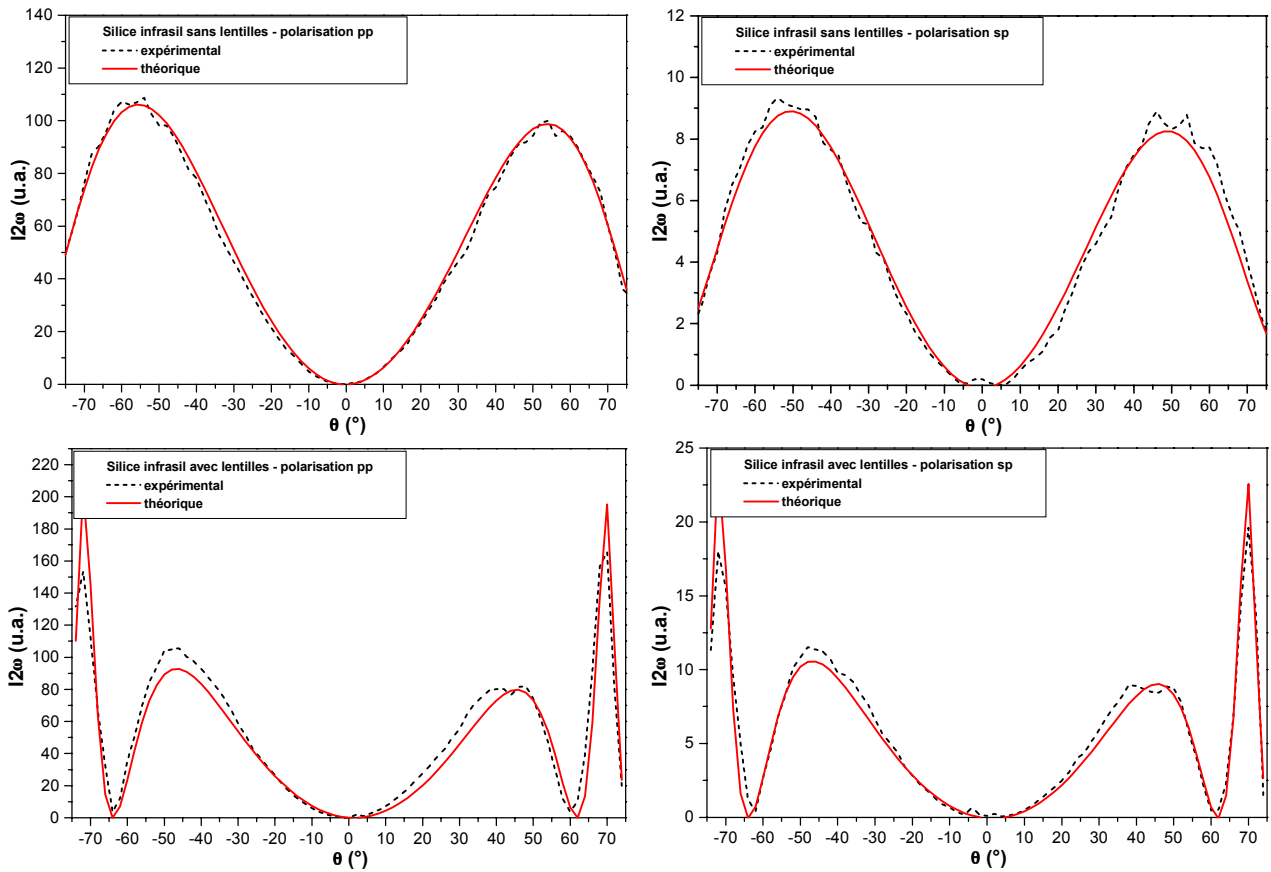 Silice infrasil sans lentilles - polarisation pp
expérimental
théorique
140
120
100
80
60
40
20
0
I2ω (u.a.)
-70 -60 -50 -40 -30 -20 -10 0 10 20 30 40 50 60 70
θ (°)
Silice infrasil sans lentilles - polarisation sp
expérimental
théorique
12
10
8
6
4
2
0
I2ω (u.a.)
-70 -60 -50 -40 -30 -20 -10 0 10 20 30 40 50 60 70
θ (°)
Silice infrasil avec lentilles - polarisation pp
expérimental
théorique
220
200
180
160
140
120
100
80
60
40
20
0
I2ω (u.a.)
-70 -60 -50 -40 -30 -20 -10 0 10 20 30 40 50 60 70
θ (°)
Silice infrasil avec lentilles - polarisation sp
expérimental
théorique
25
20
15
10
5
0
I2ω (u.a.)
-70 -60 -50 -40 -30 -20 -10 0 10 20 30 40 50 60 70
θ (°)